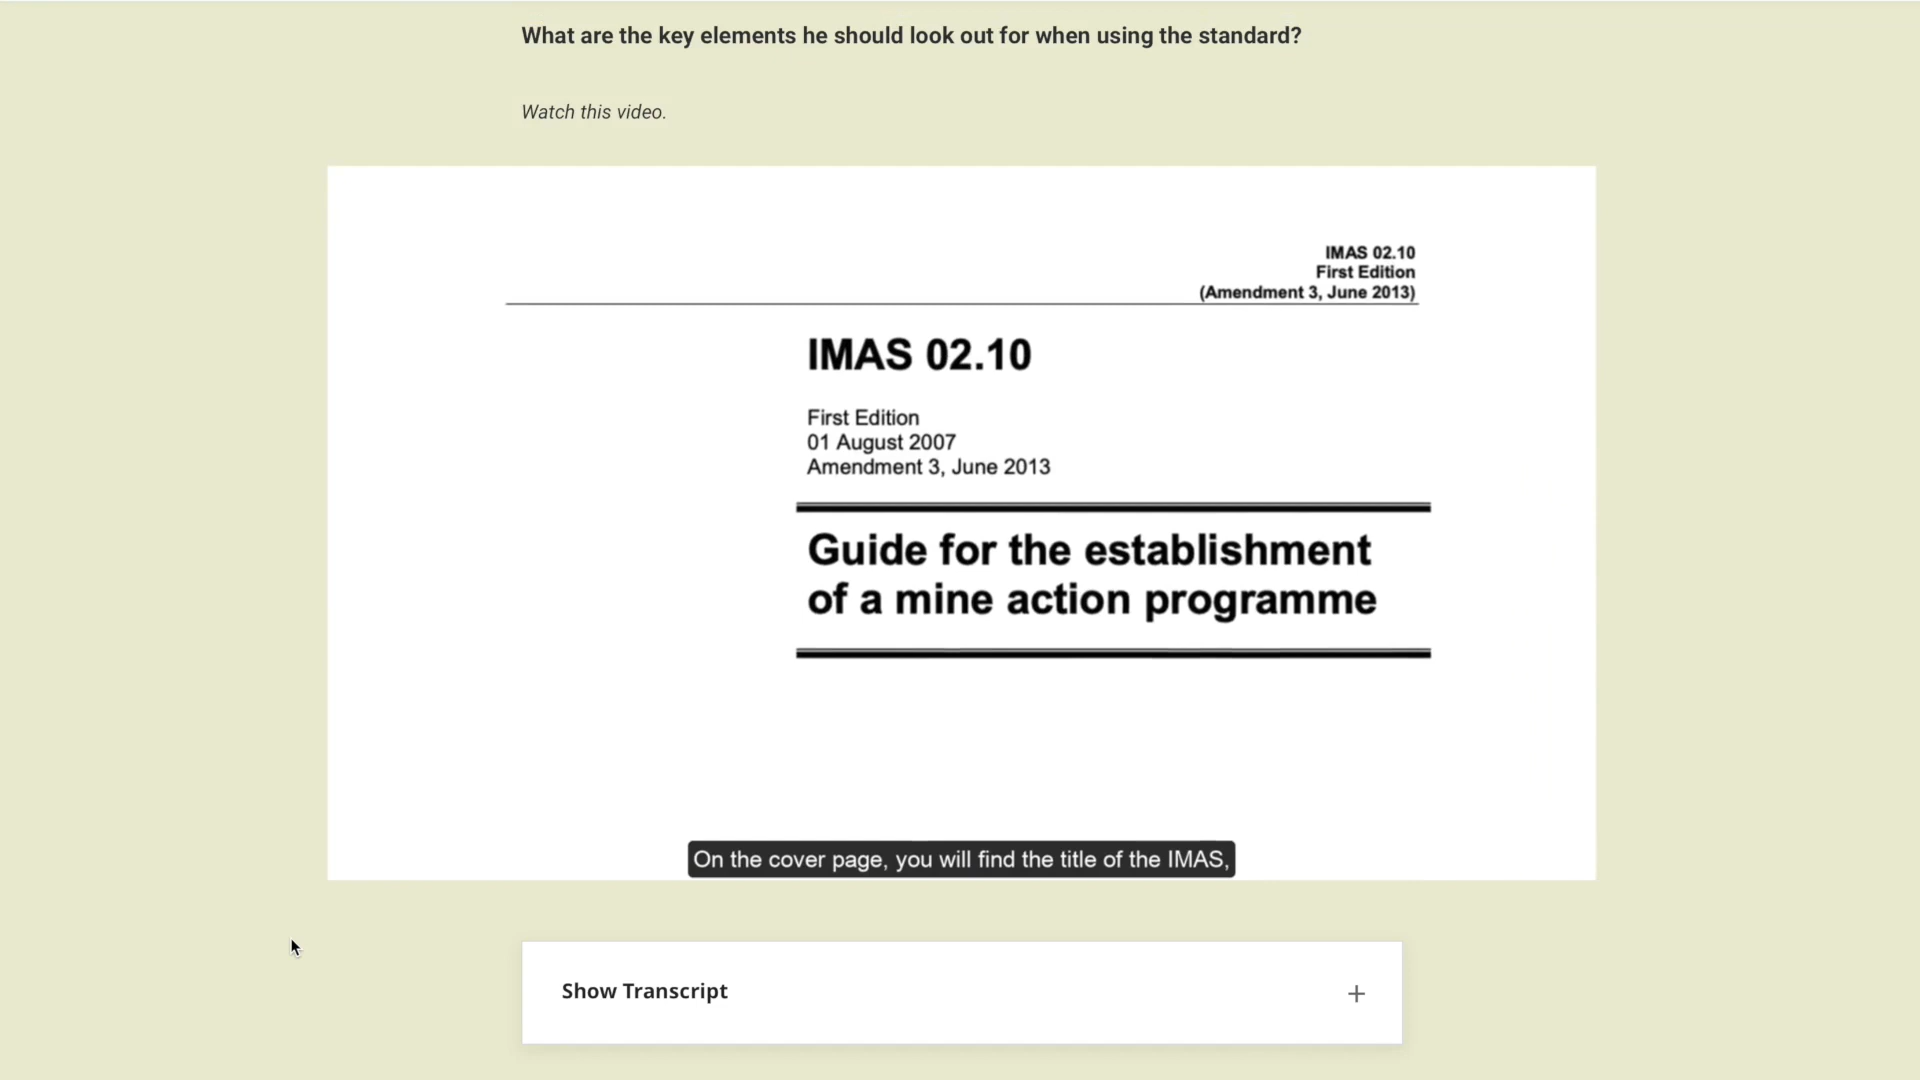 What are the key elements he should look out for when using the standard?
Watch this video.
IMAS 02.10
First Edition
(Amendment 3, June 2013)
IMAS 02.10
First Edition
01 August 2007
Amendment 3, June 2013
Guide for the establishment
of a mine action programme
On the cover page, you will find the title of the IMAS,
Show Transcript